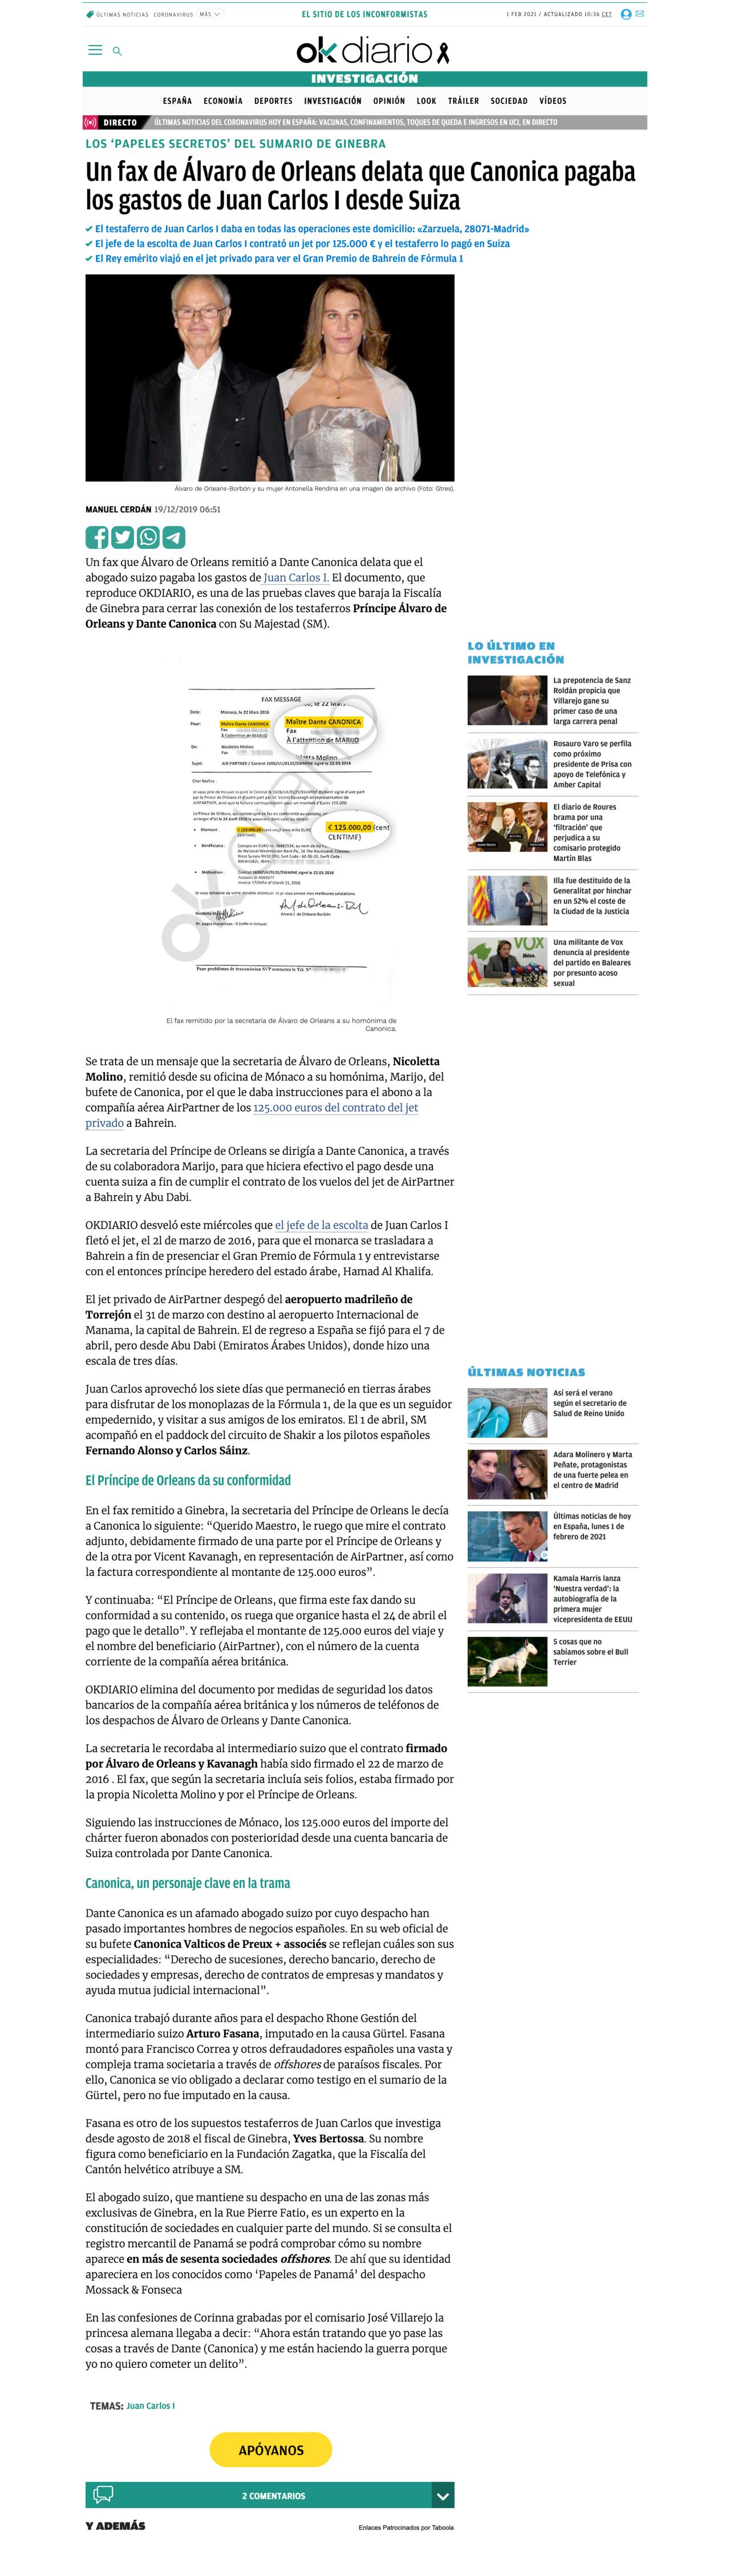 ÚLTIMAS NOTICIAS CORONAVIRUS MÁS
EL SITIO DE LOS INCONFORMISTAS
1 FEB 2021 / ACTUALIZADO 10:36 CET
okdiario
INVESTIGACIÓN
ESPAÑA ECONOMÍA DEPORTES INVESTIGACIÓN OPINIÓN LOOK TRÁILER SOCIEDAD VÍDEOS
DIRECTO ÚLTIMAS NOTICIAS DEL CORONAVIRUS HOY EN ESPAÑA: VACUNAS, CONFINAMIENTOS, TOQUES DE QUEDA E INGRESOS EN UCI, EN DIRECTO
LOS ‘PAPELES SECRETOS’ DEL SUMARIO DE GINEBRA
Un fax de Álvaro de Orleans delata que Canonica pagaba
los gastos de Juan Carlos I desde Suiza
El testaferro de Juan Carlos I daba en todas las operaciones este domicilio: «Zarzuela, 28071-Madrid»
El jefe de la escolta de Juan Carlos I contrató un jet por 125.000 € y el testaferro lo pagó en Suiza
El Rey emérito viajó en el jet privado para ver el Gran Premio de Bahrein de Fórmula 1
Álvaro de Orleans-Borbón y su mujer Antonella Rendina en una imagen de archivo (Foto: Gtres).
MANUEL CERDÁN 19/12/2019 06:51
Un fax que Álvaro de Orleans remitió a Dante Canonica delata que el
abogado suizo pagaba los gastos de Juan Carlos I. El documento, que
reproduce OKDIARIO, es una de las pruebas claves que baraja la Fiscalía
de Ginebra para cerrar las conexión de los testaferros Príncipe Álvaro de
Orleans y Dante Canonica con Su Majestad (SM).
FAX MESSAGE
Date: Monaco, le 22 Mars 2016
Pour: Maître Dante CANONICA
Fax
À l'attention de MARIJO
Maître Dante CANONICA
Fax
À l'attention de MARIJO
De: Nicoletta Molino
Fax
Sujet: AIR PARTNER / Contrat
signé le 22.03.2016
Cher Maître :
€ 125.000,00 (cent
CENTIME)
okdiario
Alvaro de Orléans-Borbón
Pour problèmes de transmission SVP contacter le Tél. N°
El fax remitido por la secretaria de Álvaro de Orleans a su homónima de
Canonica.
Se trata de un mensaje que la secretaria de Álvaro de Orleans, Nicoletta
Molino, remitió desde su oficina de Mónaco a su homónima, Marijo, del
bufete de Canonica, por el que le daba instrucciones para el abono a la
compañía aérea AirPartner de los 125.000 euros del contrato del jet
privado a Bahrein.
La secretaria del Príncipe de Orleans se dirigía a Dante Canonica, a través
de su colaboradora Marijo, para que hiciera efectivo el pago desde una
cuenta suiza a fin de cumplir el contrato de los vuelos del jet de AirPartner
a Bahrein y Abu Dabi.
OKDIARIO desveló este miércoles que el jefe de la escolta de Juan Carlos I
fletó el jet, el 2l de marzo de 2016, para que el monarca se trasladara a
Bahrein a fin de presenciar el Gran Premio de Fórmula 1 y entrevistarse
con el entonces príncipe heredero del estado árabe, Hamad Al Khalifa.
El jet privado de AirPartner despegó del aeropuerto madrileño de
Torrejón el 31 de marzo con destino al aeropuerto Internacional de
Manama, la capital de Bahrein. El de regreso a España se fijó para el 7 de
abril, pero desde Abu Dabi (Emiratos Árabes Unidos), donde hizo una
escala de tres días.
Juan Carlos aprovechó los siete días que permaneció en tierras árabes
para disfrutar de los monoplazas de la Fórmula 1, de la que es un seguidor
empedernido, y visitar a sus amigos de los emiratos. El 1 de abril, SM
acompañó en el paddock del circuito de Shakir a los pilotos españoles
Fernando Alonso y Carlos Sáinz.
El Príncipe de Orleans da su conformidad
En el fax remitido a Ginebra, la secretaria del Príncipe de Orleans le decía
a Canonica lo siguiente: “Querido Maestro, le ruego que mire el contrato
adjunto, debidamente firmado de una parte por el Príncipe de Orleans y
de la otra por Vicent Kavanagh, en representación de AirPartner, así como
la factura correspondiente al montante de 125.000 euros”.
Y continuaba: “El Príncipe de Orleans, que firma este fax dando su
conformidad a su contenido, os ruega que organice hasta el 24 de abril el
pago que le detallo”. Y reflejaba el montante de 125.000 euros del viaje y
el nombre del beneficiario (AirPartner), con el número de la cuenta
corriente de la compañía aérea británica.
OKDIARIO elimina del documento por medidas de seguridad los datos
bancarios de la compañía aérea británica y los números de teléfonos de
los despachos de Álvaro de Orleans y Dante Canonica.
La secretaria le recordaba al intermediario suizo que el contrato firmado
por Álvaro de Orleans y Kavanagh había sido firmado el 22 de marzo de
2016 . El fax, que según la secretaria incluía seis folios, estaba firmado por
la propia Nicoletta Molino y por el Príncipe de Orleans.
Siguiendo las instrucciones de Mónaco, los 125.000 euros del importe del
chárter fueron abonados con posterioridad desde una cuenta bancaria de
Suiza controlada por Dante Canonica.
Canonica, un personaje clave en la trama
Dante Canonica es un afamado abogado suizo por cuyo despacho han
pasado importantes hombres de negocios españoles. En su web oficial de
su bufete Canonica Valticos de Preux + associés se reflejan cuáles son sus
especialidades: “Derecho de sucesiones, derecho bancario, derecho de
sociedades y empresas, derecho de contratos de empresas y mandatos y
ayuda mutua judicial internacional”.
Canonica trabajó durante años para el despacho Rhone Gestión del
intermediario suizo Arturo Fasana, imputado en la causa Gürtel. Fasana
montó para Francisco Correa y otros defraudadores españoles una vasta y
compleja trama societaria a través de offshores de paraísos fiscales. Por
ello, Canonica se vio obligado a declarar como testigo en el sumario de la
Gürtel, pero no fue imputado en la causa.
Fasana es otro de los supuestos testaferros de Juan Carlos que investiga
desde agosto de 2018 el fiscal de Ginebra, Yves Bertossa. Su nombre
figura como beneficiario en la Fundación Zagatka, que la Fiscalía del
Cantón helvético atribuye a SM.
El abogado suizo, que mantiene su despacho en una de las zonas más
exclusivas de Ginebra, en la Rue Pierre Fatio, es un experto en la
constitución de sociedades en cualquier parte del mundo. Si se consulta el
registro mercantil de Panamá se podrá comprobar cómo su nombre
aparece en más de sesenta sociedades offshores. De ahí que su identidad
apareciera en los conocidos como ‘Papeles de Panamá’ del despacho
Mossack & Fonseca
En las confesiones de Corinna grabadas por el comisario José Villarejo la
princesa alemana llegaba a decir: “Ahora están tratando que yo pase las
cosas a través de Dante (Canonica) y me están haciendo la guerra porque
yo no quiero cometer un delito”.
TEMAS: Juan Carlos I
APÓYANOS
2 COMENTARIOS
Y ADEMÁS
Enlaces Patrocinados por Taboola
LO ÚLTIMO EN
INVESTIGACIÓN
La prepotencia de Sanz
Roldán propicia que
Villarejo gane su
primer caso de una
larga carrera penal
Rosauro Varo se perfila
como próximo
presidente de Prisa con
apoyo de Telefónica y
Amber Capital
El diario de Roures
brama por una
‘filtración’ que
perjudica a su
comisario protegido
Martín Blas
Illa fue destituido de la
Generalitat por hinchar
en un 52% el coste de
la Ciudad de la Justicia
VOX
Una militante de Vox
denuncia al presidente
del partido en Baleares
por presunto acoso
sexual
ÚLTIMAS NOTICIAS
Así será el verano
según el secretario de
Salud de Reino Unido
Adara Molinero y Marta
Peñate, protagonistas
de una fuerte pelea en
el centro de Madrid
Últimas noticias de hoy
en España, lunes 1 de
febrero de 2021
Kamala Harris lanza
‘Nuestra verdad’: la
autobiografía de la
primera mujer
vicepresidenta de EEUU
5 cosas que no
sabíamos sobre el Bull
Terrier